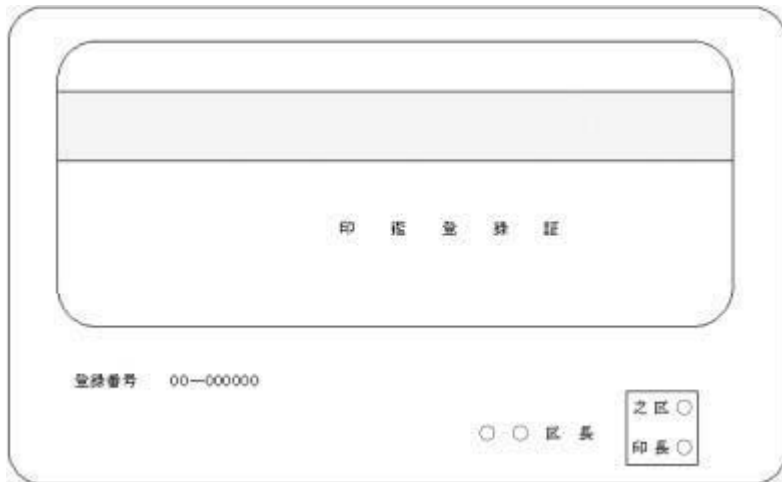 印 鑑 登 録 証
登録番号 00—000000
○ ○ 区 長
之 区 ○
印 長 ○